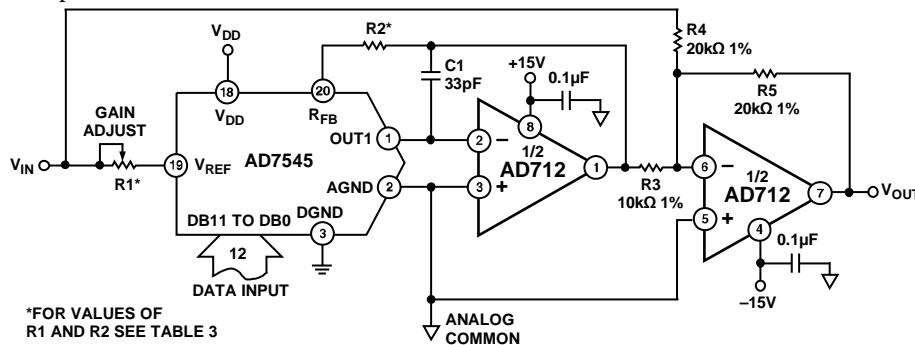 R4
20kΩ 1%
VDD
R2*
C1
33pF
+15V
0.1µF
R5
20kΩ 1%
GAIN
ADJUST
18
VDD
20
RFB
OUT1
1
2
–
8
1/2
AD712
1
6
–
1/2
AD712
7
VOUT
VIN
R1*
19
VREF
AD7545
AGND
2
3
+
R3
10kΩ 1%
5
+
4
0.1µF
DB11 TO DB0
DGND
3
12
DATA INPUT
–15V
*FOR VALUES OF
R1 AND R2 SEE TABLE 3
ANALOG
COMMON